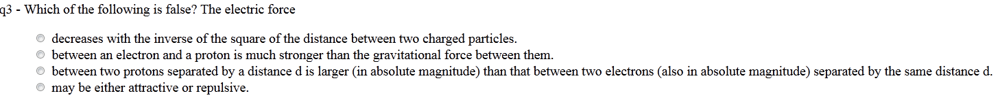 q3 - Which of the following is false? The electric force
decreases with the inverse of the square of the distance between two charged particles.
between an electron and a proton is much stronger than the gravitational force between them.
between two protons separated by a distance d is larger (in absolute magnitude) than that between two electrons (also in absolute magnitude) separated by the same distance d.
may be either attractive or repulsive.